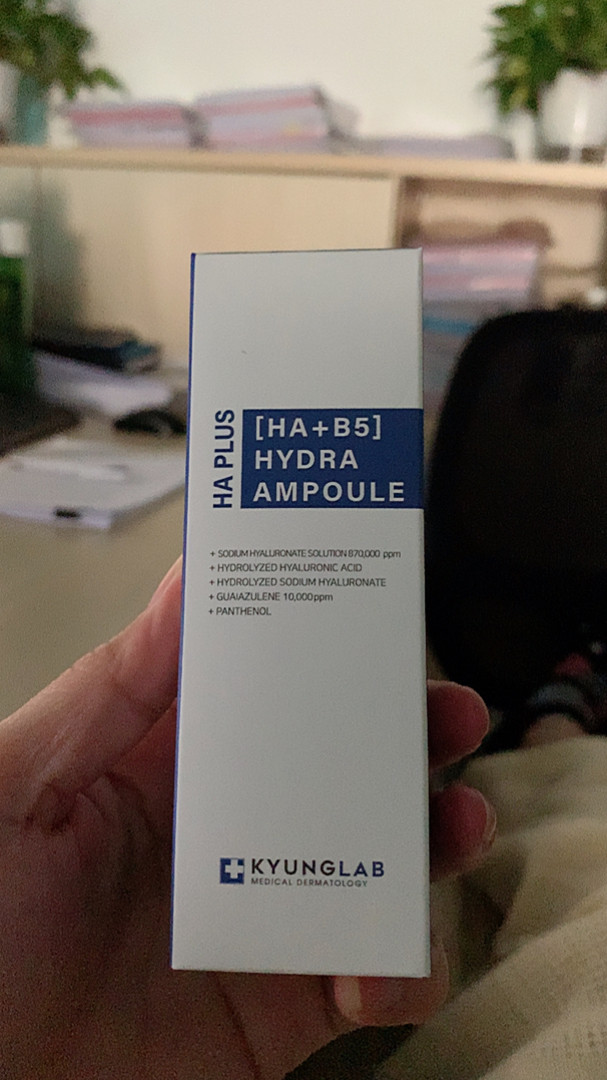 HA PLUS
[HA+B5]
HYDRA
AMPOULE
+ SODIUM HYALURONATE SOLUTION 870,000 ppm
+ HYDROLYZED HYALURONIC ACID
+ HYDROLYZED SODIUM HYALURONATE
+ GUAIAZULENE 10,000ppm
+ PANTHENOL
KYUNGLAB
MEDICAL DERMATOLOGY